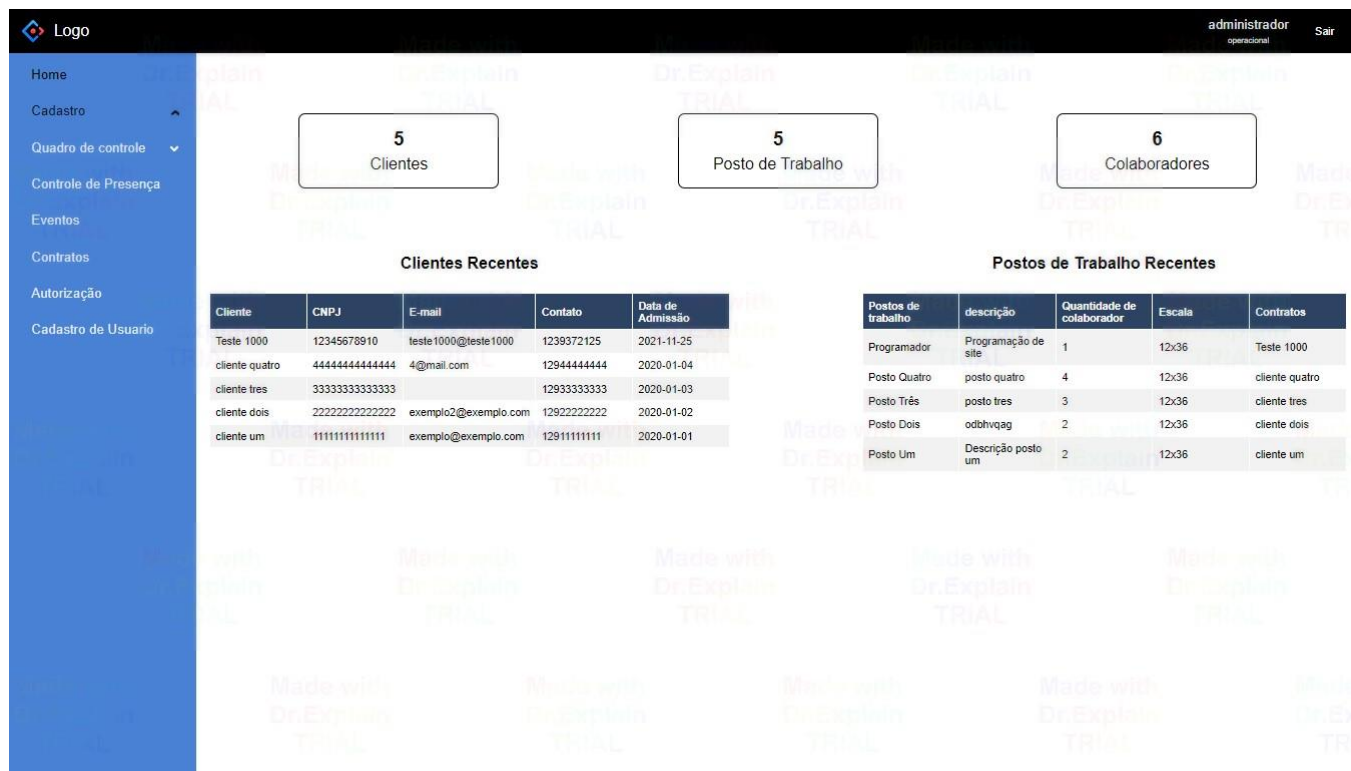 Logo
administrador
operacional
Sair
Home
Cadastro
Quadro de controle
Controle de Presença
Eventos
Contratos
Autorização
Cadastro de Usuario
5
Clientes
5
Posto de Trabalho
6
Colaboradores
Clientes Recentes
Cliente CNPJ E-mail Contato Data de Admissão
Teste 1000 12345678910 teste1000@teste1000 1239372125 2021-11-25
cliente quatro 44444444444444 4@mail.com 12944444444 2020-01-04
cliente tres 33333333333333 12933333333 2020-01-03
cliente dois 22222222222222 exemplo2@exemplo.com 12922222222 2020-01-02
cliente um 11111111111111 exemplo@exemplo.com 12911111111 2020-01-01
Postos de Trabalho Recentes
Postos de trabalho descrição Quantidade de colaborador Escala Contratos
Programador Programação de site 1 12x36 Teste 1000
Posto Quatro posto quatro 4 12x36 cliente quatro
Posto Três posto tres 3 12x36 cliente tres
Posto Dois odbhvqag 2 12x36 cliente dois
Posto Um Descrição posto um 2 12x36 cliente um
Made with
Dr.Explain
TRIAL